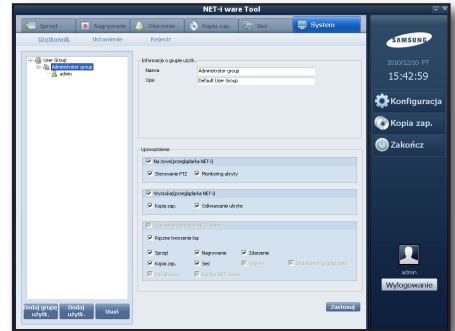 NET-i ware Tool
Sprzęt
Nagrywanie
Zdarzenie
Kopia zap.
Sieć
System
Użytkownik
Ustawienie
Rejestr
SAMSUNG
2010/12/10 PT
15:42:59
Konfiguracja
Kopia zap.
Zakończ
User Group
Administrator group
admin
Informacje o grupie użytk.
Nazwa
Administrator group
Opis
Default User Group
Upoważnienie
Na żywo(przeglądarka NET-i)
Sterowanie PTZ
Monitoring ukryty
Wyszukaj(przeglądarka NET-i)
Kopia zap.
Odtwarzanie ukryte
Ręczne tworzenie kop.
Sprzęt
Nagrywanie
Zdarzenie
Kopia zap.
Sieć
System
Dodaj grupę użytk.
Dodaj użytk.
Usuń
Zastosuj
admin
Wylogowanie